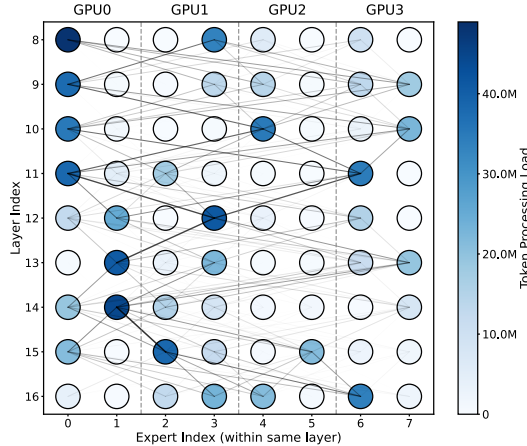 GPU0 GPU1 GPU2 GPU3
Layer Index
8
9
10
11
12
13
14
15
16
0 1 2 3 4 5 6 7
Expert Index (within same layer)
40.0M
30.0M
20.0M
10.0M
0
Token Processing Load